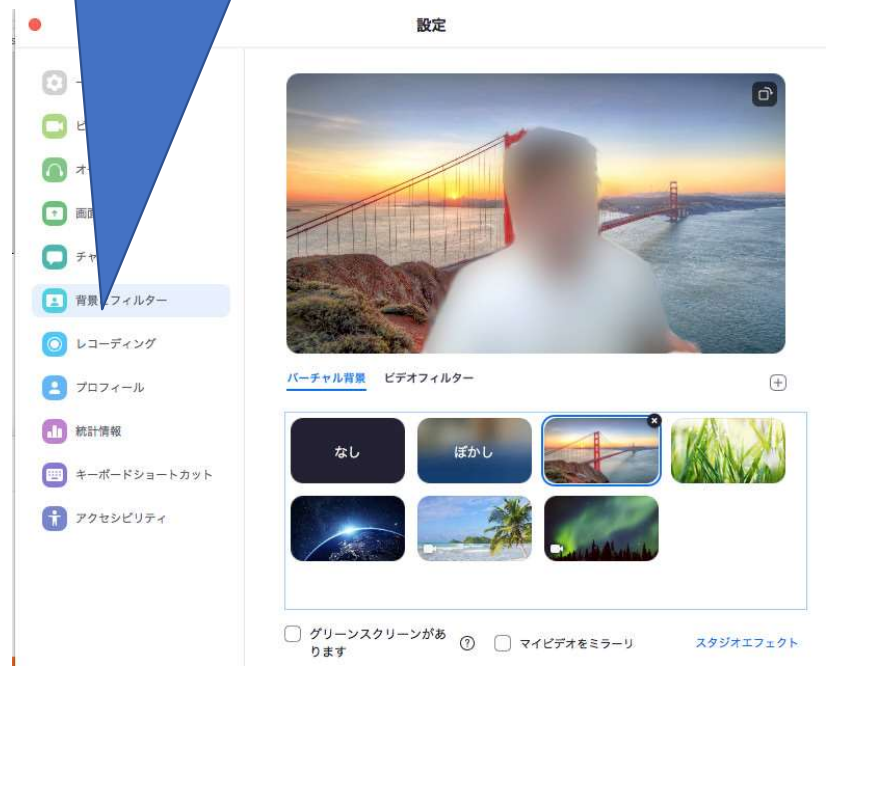 設定
画面
チャ
背景とフィルター
レコーディング
プロフィール
統計情報
キーボードショートカット
アクセシビリティ
バーチャル背景 ビデオフィルター
なし
ぼかし
グリーンスクリーンがあ
ります
マイビデオをミラーリ
スタジオエフェクト